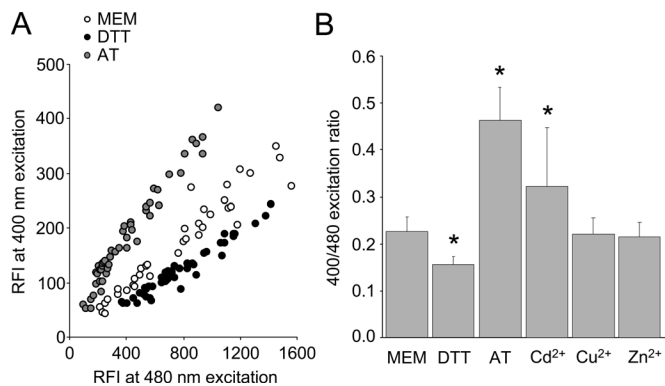 A
MEM
DTT
AT
RFI at 400 nm excitation
500
400
300
200
100
0
0 400 800 1200 1600
RFI at 480 nm excitation
B
400/480 excitation ratio
0.6
0.5
0.4
0.3
0.2
0.1
0.0
*
*
*
*
MEM DTT AT Cd²⁺ Cu²⁺ Zn²⁺